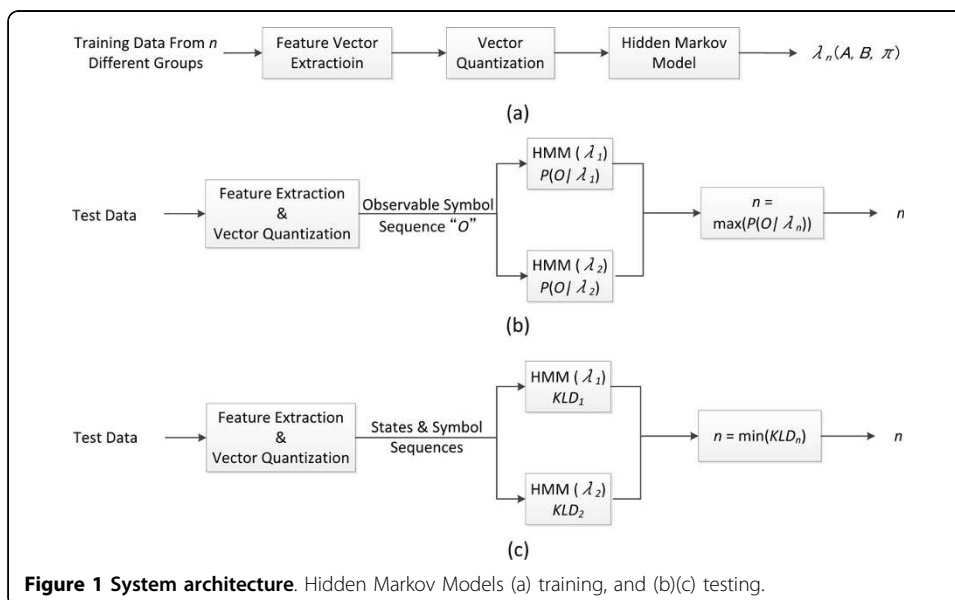 Training Data From n
Different Groups
Feature Vector
Extractioin
Vector
Quantization
Hidden Markov
Model
λn(A, B, π)
(a)
Test Data
Feature Extraction
&
Vector Quantization
Observable Symbol
Sequence "O"
HMM (λ1)
P(O| λ1)
HMM (λ2)
P(O| λ2)
n =
max(P(O| λn))
n
(b)
Test Data
Feature Extraction
&
Vector Quantization
States & Symbol
Sequences
HMM (λ1)
KLD1
HMM (λ2)
KLD2
n = min(KLDn)
n
(c)
Figure 1 System architecture. Hidden Markov Models (a) training, and (b)(c) testing.